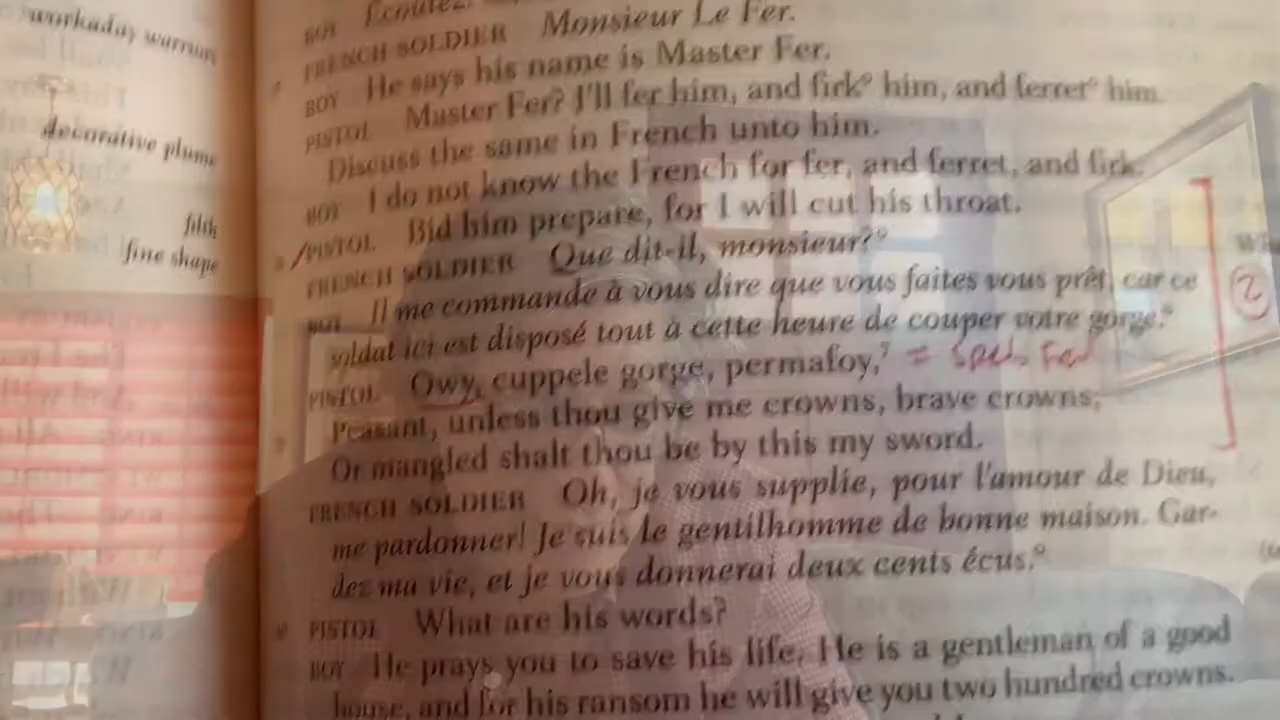 workaday warriors
decorative plume
filth
fine shape
BOY Écoutez.
FRENCH SOLDIER Monsieur Le Fer.
BOY He says his name is Master Fer.
PISTOL Master Fer? I'll fer him, and firk° him, and ferret° him.
Discuss the same in French unto him.
BOY I do not know the French for fer, and ferret, and firk.
PISTOL Bid him prepare, for I will cut his throat.
FRENCH SOLDIER Que dit-il, monsieur?°
BOY Il me commande à vous dire que vous faites vous prêt, car ce
soldat ici est disposé tout à cette heure de couper votre gorge.°
PISTOL Owy, cuppele gorge, permafoy,⁷ =
Peasant, unless thou give me crowns, brave crowns;
Or mangled shalt thou be by this my sword.
FRENCH SOLDIER Oh, je vous supplie, pour l'amour de Dieu,
me pardonner! Je suis le gentilhomme de bonne maison. Gar-
dez ma vie, et je vous donnerai deux cents écus.°
PISTOL What are his words?
BOY He prays you to save his life. He is a gentleman of a good
house, and for his ransom he will give you two hundred crowns.
2